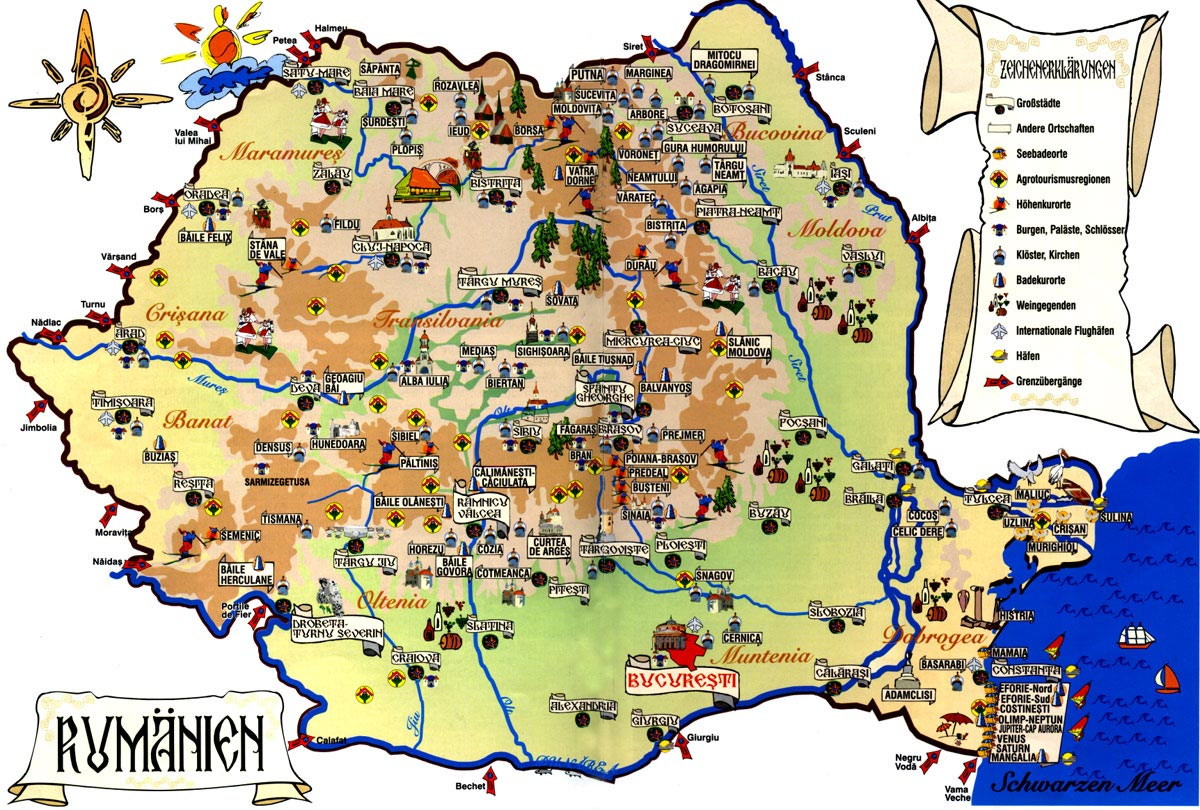 Halmeu
Petea
Siret
Stânca
Valea
lui Mihai
Sculeni
Borş
Albiţa
Vărşand
Turnu
Nădlac
Jimbolia
Moraviţa
Năidaş
Porţile
de Fier
Calafat
Bechet
Giurgiu
Negru
Vodă
Vama
Veche
SATU-MARE
SĂPÂNTA
BAIA MARE
ROZAVLEA
SURDEŞTI
PLOPIŞ
IEUD
BORŞA
PUTNA
MARGINEA
SUCEVIŢA
MOLDOVIŢA
ARBORE
MITOCU
DRAGOMIRNEI
BOTOŞANI
SUCEAVA
Bucovina
GURA HUMORULUI
VORONEŢ
TÂRGU
NEAMŢ
NEAMŢULUI
AGAPIA
VĂRATEC
VATRA
DORNEI
Maramureş
ZALĂU
BISTRIŢA
PIATRA-NEAMŢ
BISTRIŢA
IAŞI
Siret
Prut
Moldova
VASLUI
BACĂU
DURĂU
ORADEA
BĂILE FELIX
STÂNA
DE VALE
FILDU
CLUJ-NAPOCA
TÂRGU MUREŞ
SOVATA
Crişana
Transilvania
MIERCUREA-CIUC
SLĂNIC
MOLDOVA
Siret
ARAD
Mureş
DEVA
GEOAGIU
BĂI
ALBA IULIA
MEDIAŞ
SIGHIŞOARA
BIERTAN
BĂILE TUŞNAD
BALVANYOS
SFÂNTU
GHEORGHE
TIMIŞOARA
Banat
BUZIAŞ
DENSUŞ
HUNEDOARA
SIBIEL
PĂLTINIŞ
SIBIU
Olt
FĂGĂRAŞ
BRAŞOV
BRAN
PREJMER
POIANA-BRAŞOV
PREDEAL
BUŞTENI
SINAIA
FOCŞANI
GALAŢI
BRĂILA
REŞIŢA
SARMIZEGETUSA
CĂLIMĂNEŞTI-
CĂCIULATA
BĂILE OLĂNEŞTI
RÂMNICU
VÂLCEA
TISMANA
SEMENIC
BĂILE
HERCULANE
TÂRGU JIU
HOREZU
COZIA
BĂILE
GOVORA
COTMEANCA
CURTEA
DE ARGEŞ
TÂRGOVIŞTE
PLOIEŞTI
BUZĂU
PITEŞTI
SNAGOV
COCOŞ
CELIC DERE
TULCEA
MALIUC
UZLINA
CRIŞAN
SULINA
MURIGHIOL
HISTRIA
Dobrogea
SLOBOZIA
Oltenia
DROBETA-
TURNU SEVERIN
SLATINA
CRAIOVA
Jiu
Olt
BUCUREŞTI
CERNICA
Muntenia
CĂLĂRAŞI
ADAMCLISI
BASARABI
MAMAIA
CONSTANTA
EFORIE-Nord
EFORIE-Sud
COSTINEŞTI
OLIMP-NEPTUN
JUPITER-CAP AURORA
VENUS
SATURN
MANGALIA
ALEXANDRIA
GIURGIU
Schwarzen Meer
RUMÄNIEN
ZEICHENERKLÄRUNGEN
Großstädte
Andere Ortschaften
Seebadeorte
Agrotourismusregionen
Höhenkurorte
Burgen, Paläste, Schlösser
Klöster, Kirchen
Badekurorte
Weingegenden
Internationale Flughäfen
Häfen
Grenzübergänge